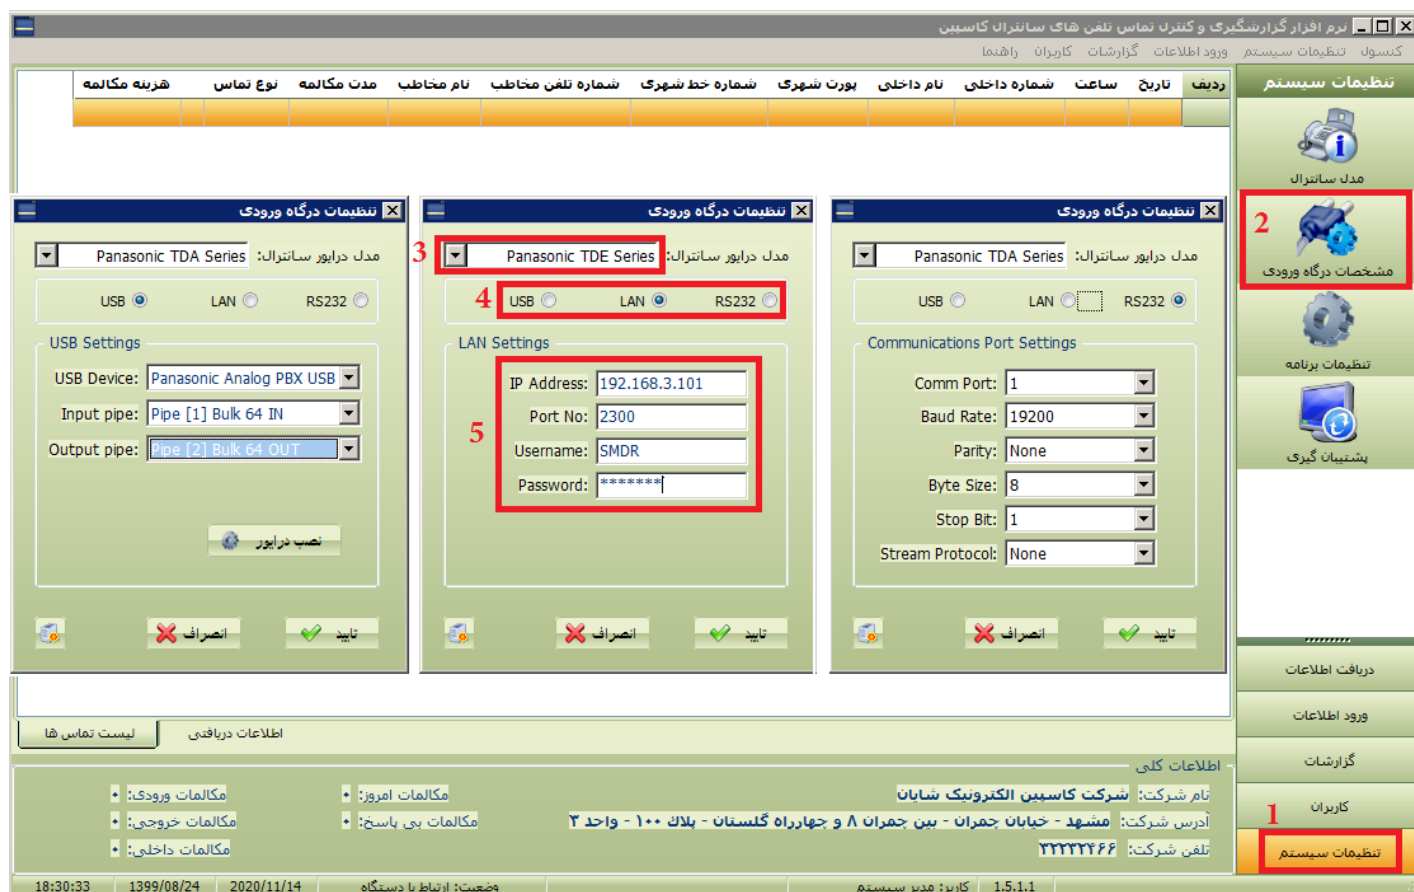 نرم افزار گزارشگیری و کنترل تماس تلفن های سانترال کاسپین
کنسول تنظیمات سیستم ورود اطلاعات گزارشات کاربران راهنما
ردیف تاریخ ساعت شماره داخلی نام داخلی پورت شهری شماره خط شهری شماره تلفن مخاطب نام مخاطب مدت مکالمه نوع تماس هزینه مکالمه
تنظیمات سیستم
مدل سانترال
2
مشخصات درگاه ورودی
تنظیمات برنامه
پشتیبان گیری
تنظیمات درگاه ورودی
مدل درایور سانترال: Panasonic TDA Series
USB LAN RS232
USB Settings
USB Device: Panasonic Analog PBX USB
Input pipe: Pipe [1] Bulk 64 IN
Output pipe: Pipe [2] Bulk 64 OUT
نصب درایور
تایید انصراف
تنظیمات درگاه ورودی
3
مدل درایور سانترال: Panasonic TDE Series
4
USB LAN RS232
LAN Settings
5
IP Address: 192.168.3.101
Port No: 2300
Username: SMDR
Password: *******
تایید انصراف
تنظیمات درگاه ورودی
مدل درایور سانترال: Panasonic TDA Series
USB LAN RS232
Communications Port Settings
Comm Port: 1
Baud Rate: 19200
Parity: None
Byte Size: 8
Stop Bit: 1
Stream Protocol: None
تایید انصراف
دریافت اطلاعات
ورود اطلاعات
گزارشات
کاربران
1
تنظیمات سیستم
اطلاعات دریافتی لیست تماس ها
اطلاعات کلی
نام شرکت: شرکت کاسپین الکترونیک شایان
آدرس شرکت: مشهد - خیابان چمران - بین چمران ۸ و چهارراه گلستان - پلاک ۱۰۰ - واحد ۳
تلفن شرکت: ۳۲۲۳۲۴۶۶
مکالمات امروز: ۰
مکالمات بی پاسخ: ۰
مکالمات ورودی: ۰
مکالمات خروجی: ۰
مکالمات داخلی: ۰
1.5.1.1 کاربر: مدیر سیستم وضعیت: ارتباط با دستگاه 2020/11/14 1399/08/24 18:30:33